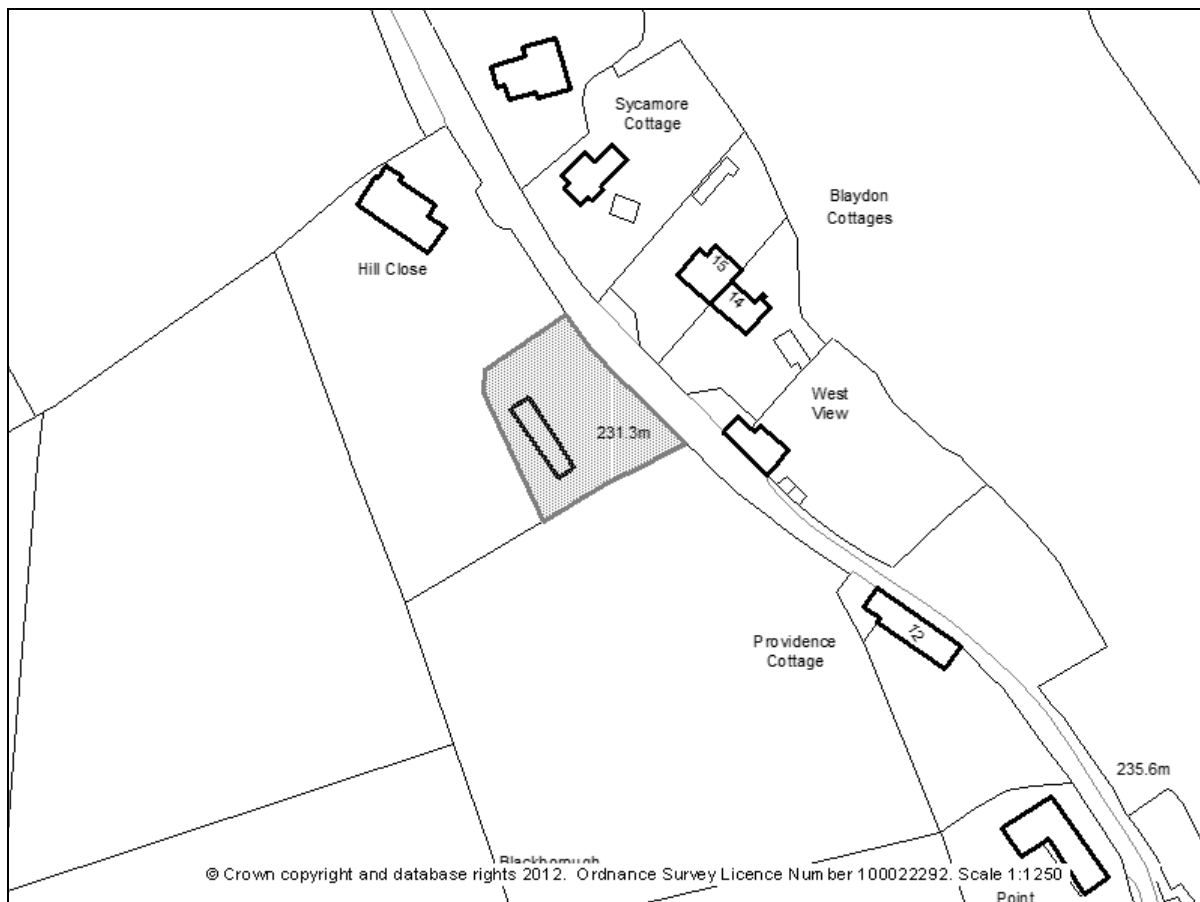 Sycamore
Cottage
Blaydon
Cottages
Hill Close
15
14
West
View
231.3m
12
Providence
Cottage
235.6m
Blackborough
© Crown copyright and database rights 2012. Ordnance Survey Licence Number 100022292. Scale 1:1250
Point